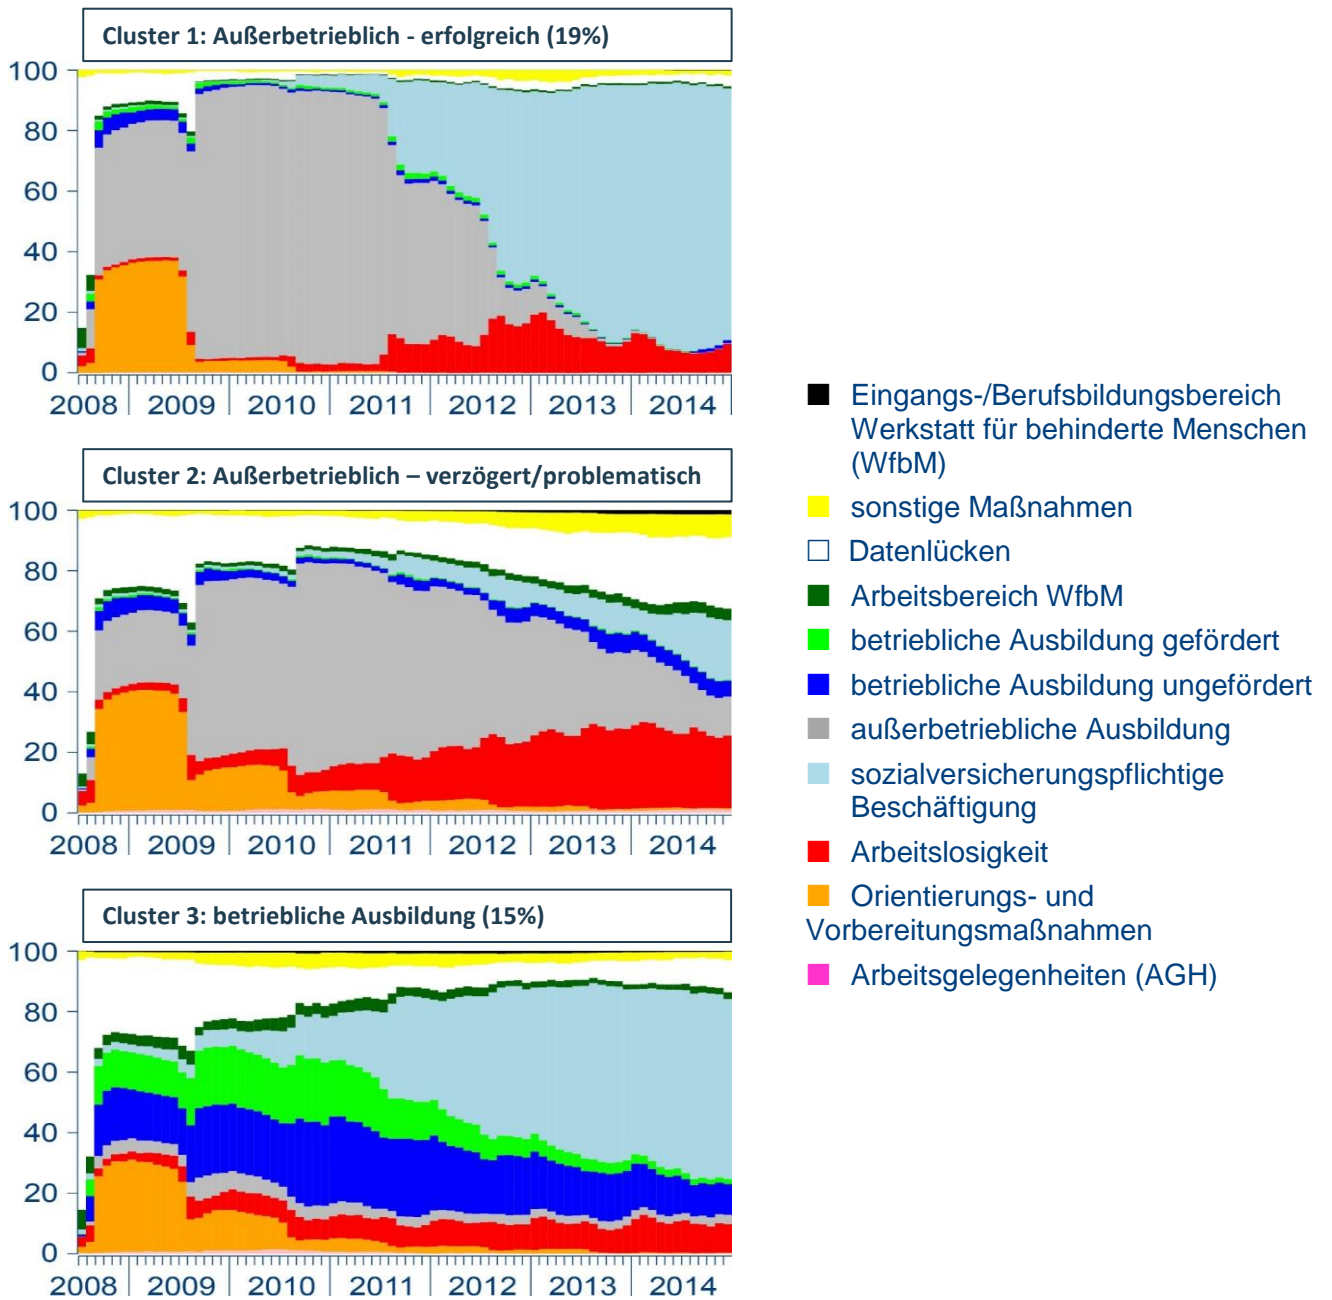 Cluster 1: Außerbetrieblich - erfolgreich (19%)
100
80
60
40
20
0
2008 2009 2010 2011 2012 2013 2014
Cluster 2: Außerbetrieblich – verzögert/problematisch
100
80
60
40
20
0
2008 2009 2010 2011 2012 2013 2014
Cluster 3: betriebliche Ausbildung (15%)
100
80
60
40
20
0
2008 2009 2010 2011 2012 2013 2014
Eingangs-/Berufsbildungsbereich
Werkstatt für behinderte Menschen
(WfbM)
sonstige Maßnahmen
Datenlücken
Arbeitsbereich WfbM
betriebliche Ausbildung gefördert
betriebliche Ausbildung ungefördert
außerbetriebliche Ausbildung
sozialversicherungspflichtige
Beschäftigung
Arbeitslosigkeit
Orientierungs- und
Vorbereitungsmaßnahmen
Arbeitsgelegenheiten (AGH)